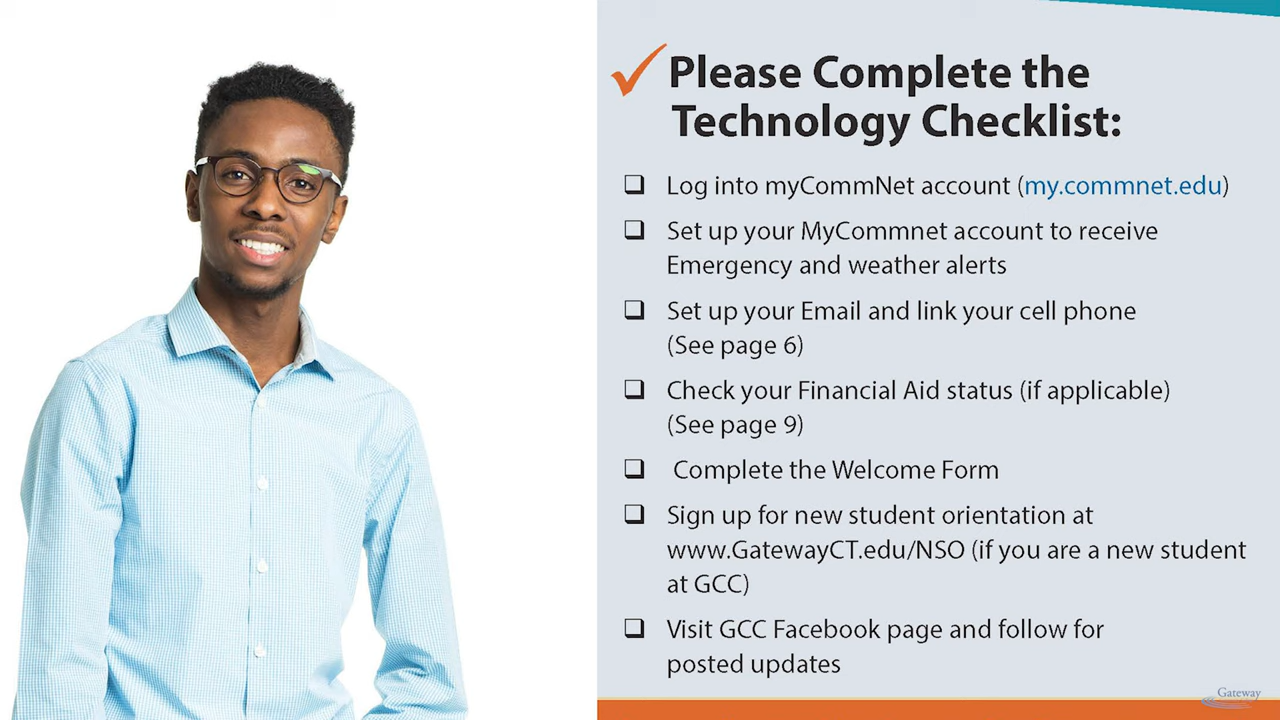 Please Complete the
Technology Checklist:
Log into myCommNet account (my.commnet.edu)
Set up your MyCommnet account to receive
Emergency and weather alerts
Set up your Email and link your cell phone
(See page 6)
Check your Financial Aid status (if applicable)
(See page 9)
Complete the Welcome Form
Sign up for new student orientation at
www.GatewayCT.edu/NSO (if you are a new student
at GCC)
Visit GCC Facebook page and follow for
posted updates
Gateway